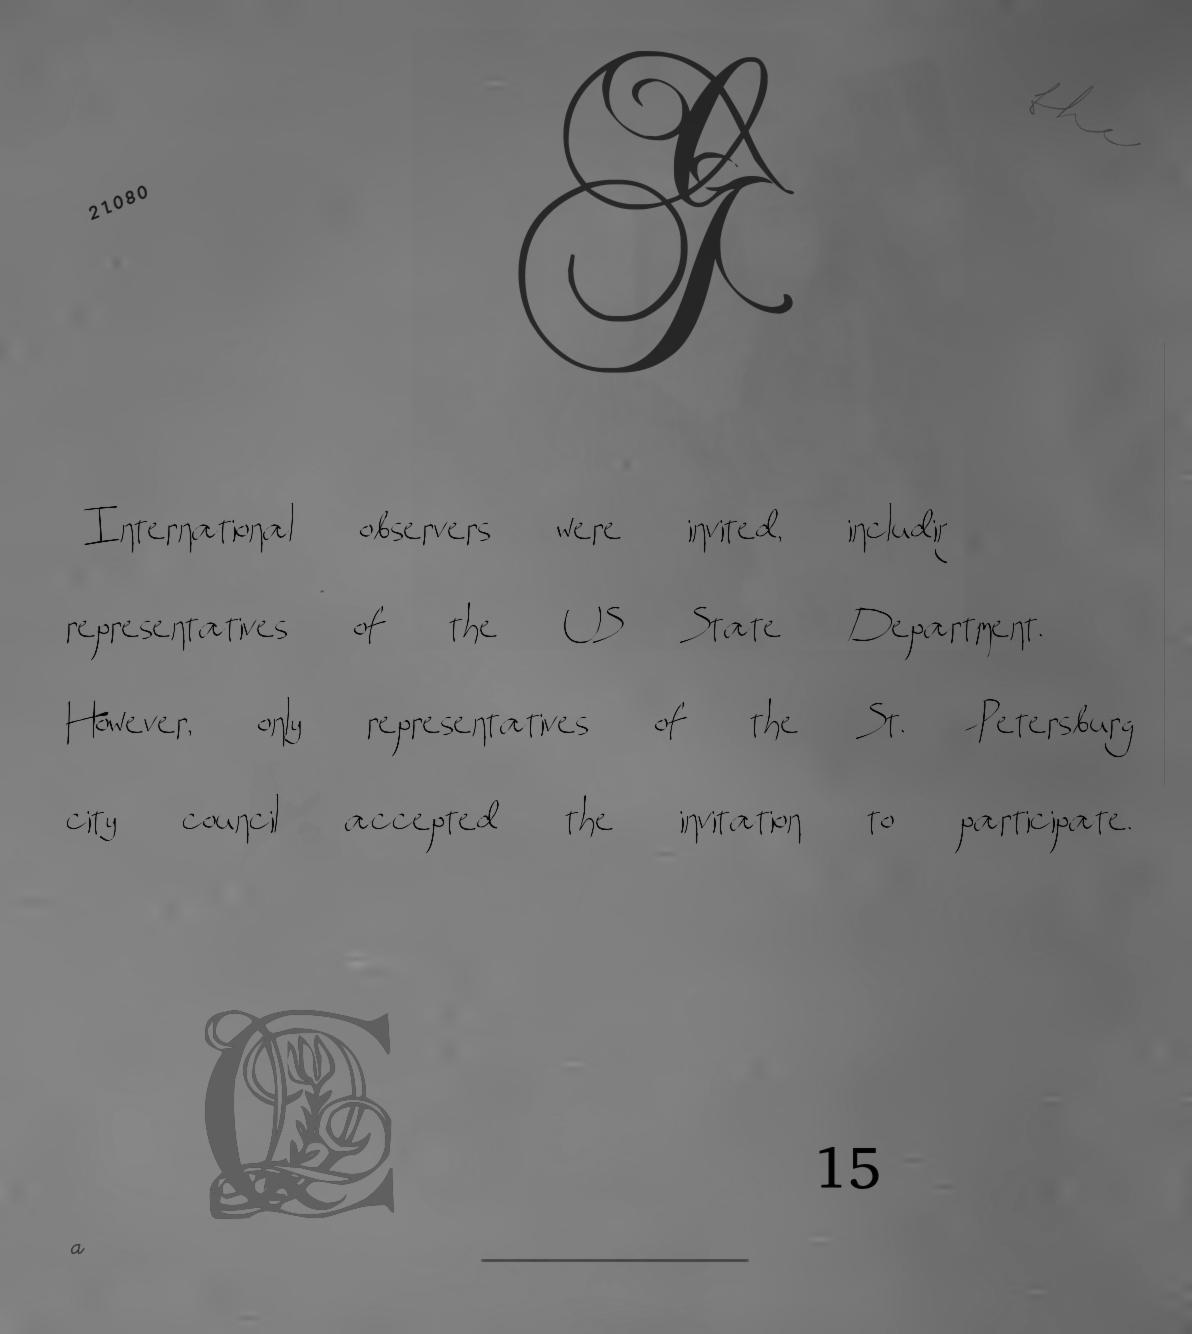 the
21080
International observers were invited, including
representatives of the US State Department.
However, only representatives of the St. Petersburg
city council accepted the invitation to participate.
C
15
a